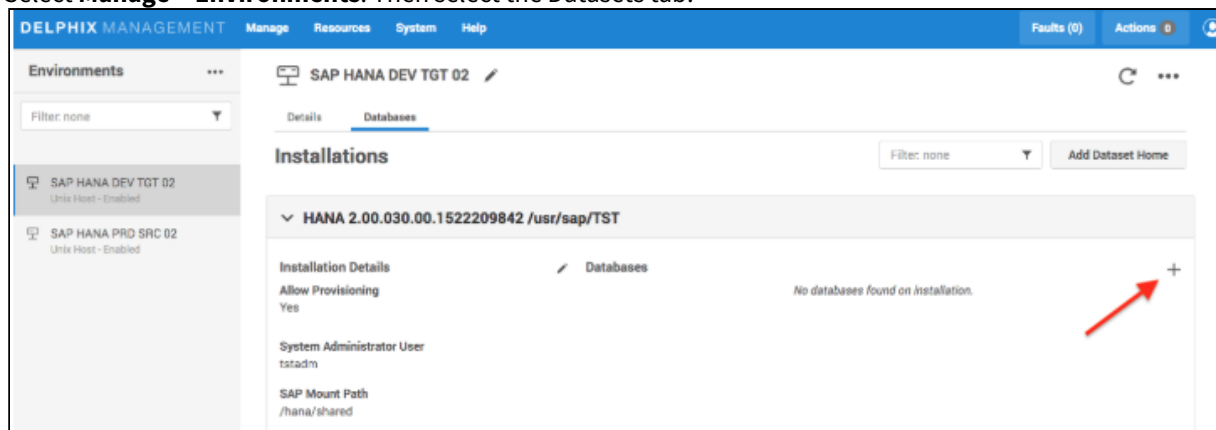 Select Manage > Environments. Then select the Datasets tab.
DELPHIX MANAGEMENT Manage Resources System Help Faults (0) Actions 0
Environments ...
SAP HANA DEV TGT 02
Filter: none
Details Databases
Installations
Filter: none
Add Dataset Home
SAP HANA DEV TGT 02
Unix Host - Enabled
HANA 2.00.030.00.1522209842 /usr/sap/TST
SAP HANA PRD SRC 02
Unix Host - Enabled
Installation Details
Databases
Allow Provisioning
No databases found on installation.
Yes
System Administrator User
tstadm
SAP Mount Path
/hana/shared